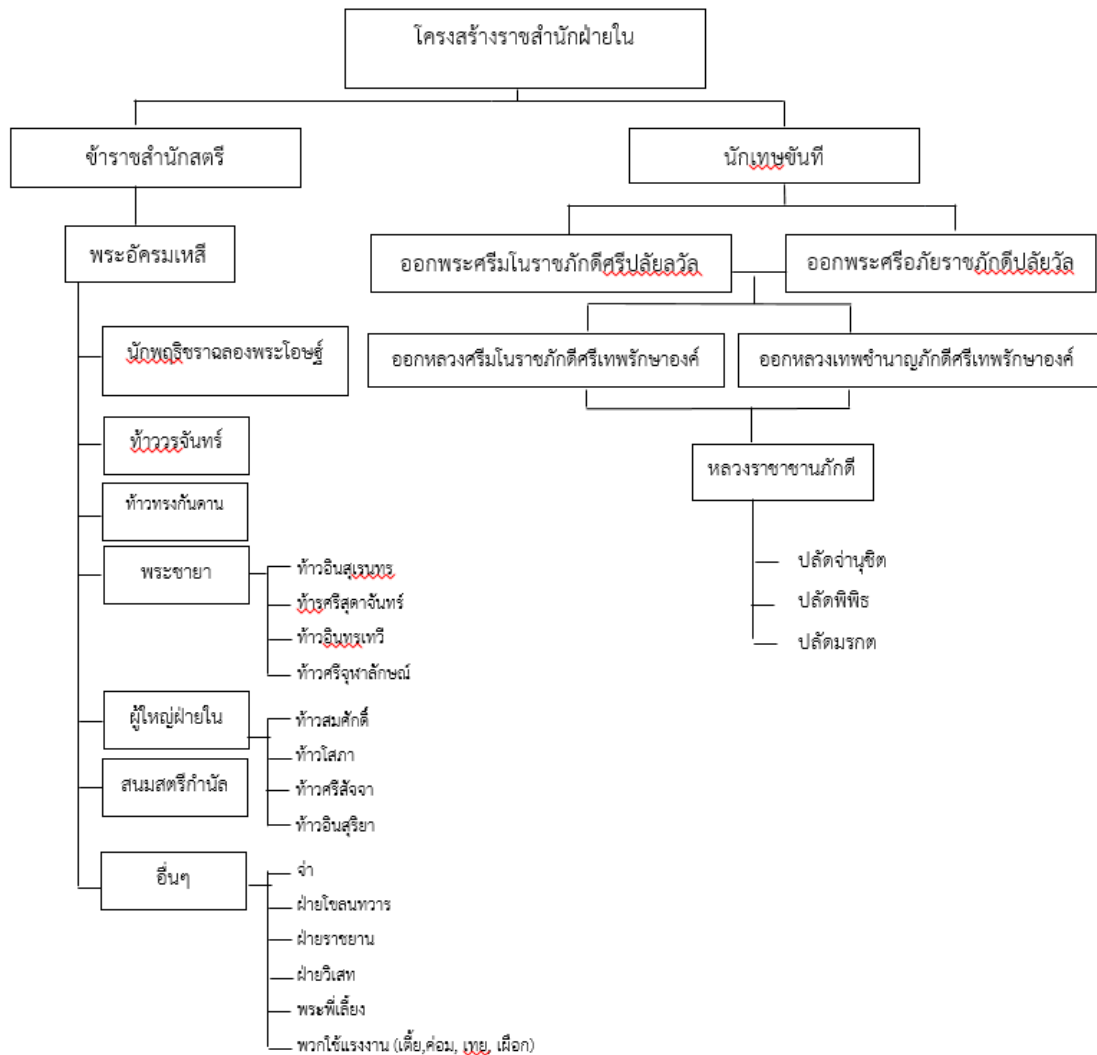 โครงสร้างราชสำนักฝ่ายใน
ข้าราชสำนักสตรี
นักเทษขันที
พระอัครมเหสี
ออกพระศรีมโนราชภักดีศรีปลัยลวัล
ออกพระศรีอภัยราชภักดีปลัยวัล
นักพฤฒิชราฉลองพระโอษฐ์
ออกหลวงศรีมโนราชภักดีศรีเทพรักษาองค์
ออกหลวงเทพชำนาญภักดีศรีเทพรักษาองค์
ท้าววรจันทร์
หลวงราชาชานภักดี
ท้าวทรงกันดาน
พระชายา
ท้าวอินสุเรนทร
ท้ารศรีสุดาจันทร์
ท้าวอินทรเทวี
ท้าวศรีจุฬาลักษณ์
ปลัดจ่านุชิต
ปลัดพิพิธ
ปลัดมรกต
ผู้ใหญ่ฝ่ายใน
สนมสตรีกำนัล
ท้าวสมศักดิ์
ท้าวโสภา
ท้าวศรีสัจจา
ท้าวอินสุริยา
อื่นๆ
จ่า
ฝ่ายโขลนทวาร
ฝ่ายราชยาน
ฝ่ายวิเสท
พระพี่เลี้ยง
พวกใช้แรงงาน (เตี้ย,ค่อม, เทย, เผือก)